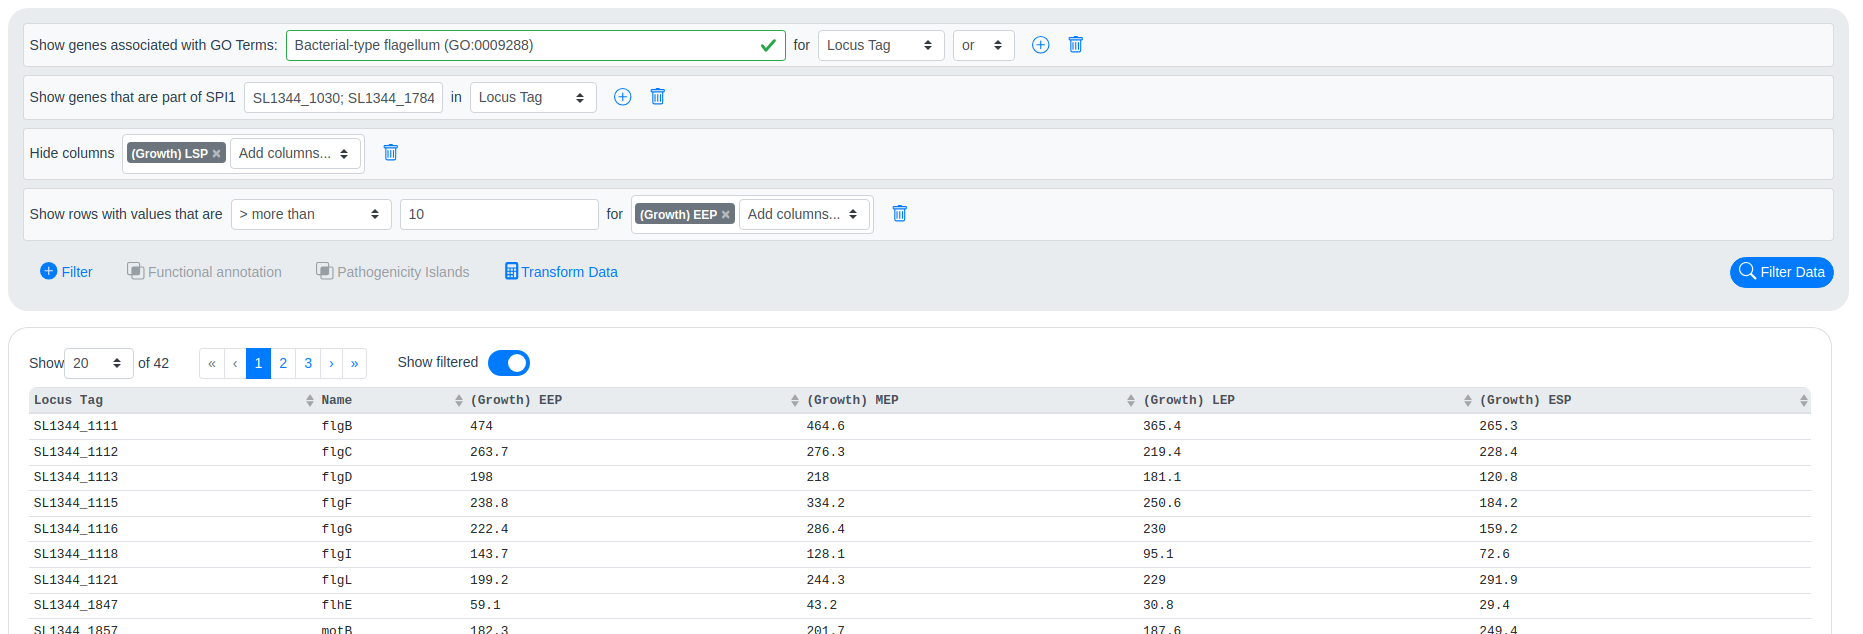 Show genes associated with GO Terms: Bacterial-type flagellum (GO:0009288) for Locus Tag or
Show genes that are part of SPI1 SL1344_1030; SL1344_1784 in Locus Tag
Hide columns (Growth) LSP × Add columns...
Show rows with values that are > more than 10 for (Growth) EEP × Add columns...
Filter Functional annotation Pathogenicity Islands Transform Data Filter Data
Show 20 of 42 « ‹ 1 2 3 › » Show filtered
Locus Tag Name (Growth) EEP (Growth) MEP (Growth) LEP (Growth) ESP
SL1344_1111 flgB 474 464.6 365.4 265.3
SL1344_1112 flgC 263.7 276.3 219.4 228.4
SL1344_1113 flgD 198 218 181.1 120.8
SL1344_1115 flgF 238.8 334.2 250.6 184.2
SL1344_1116 flgG 222.4 286.4 230 159.2
SL1344_1118 flgI 143.7 128.1 95.1 72.6
SL1344_1121 flgL 199.2 244.3 229 291.9
SL1344_1847 flhE 59.1 43.2 30.8 29.4
SL1344_1857 motB 182.3 201.7 187.6 249.4